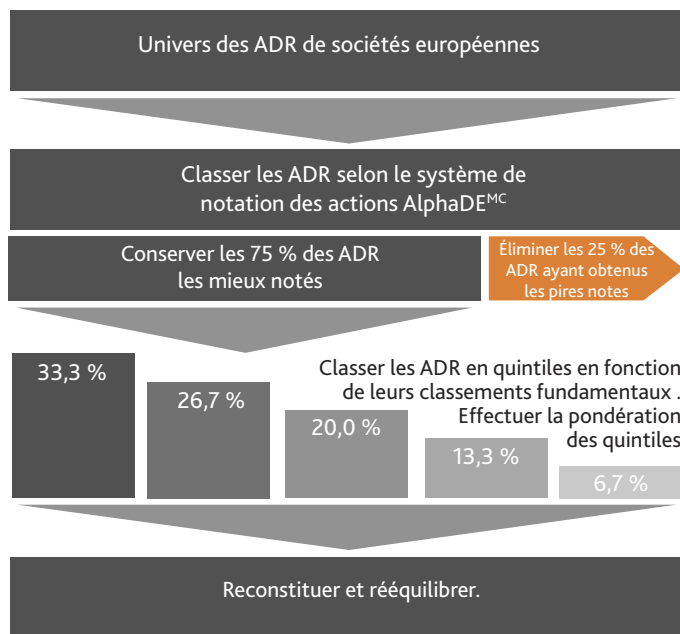 Univers des ADR de sociétés européennes
Classer les ADR selon le système de
notation des actions AlphaDEᴹᶜ
Conserver les 75 % des ADR
les mieux notés
Éliminer les 25 % des
ADR ayant obtenus
les pires notes
Classer les ADR en quintiles en fonction
de leurs classements fundamentaux .
Effectuer la pondération
des quintiles
33,3 %
26,7 %
20,0 %
13,3 %
6,7 %
Reconstituer et rééquilibrer.